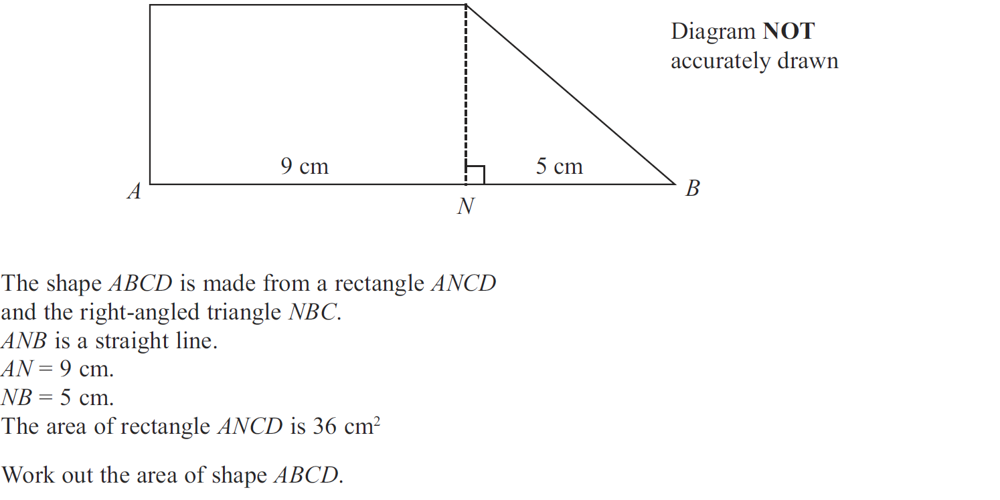 Diagram NOT
accurately drawn
9 cm
5 cm
A
B
N
The shape ABCD is made from a rectangle ANCD
and the right-angled triangle NBC.
ANB is a straight line.
AN = 9 cm.
NB = 5 cm.
The area of rectangle ANCD is 36 cm²
Work out the area of shape ABCD.